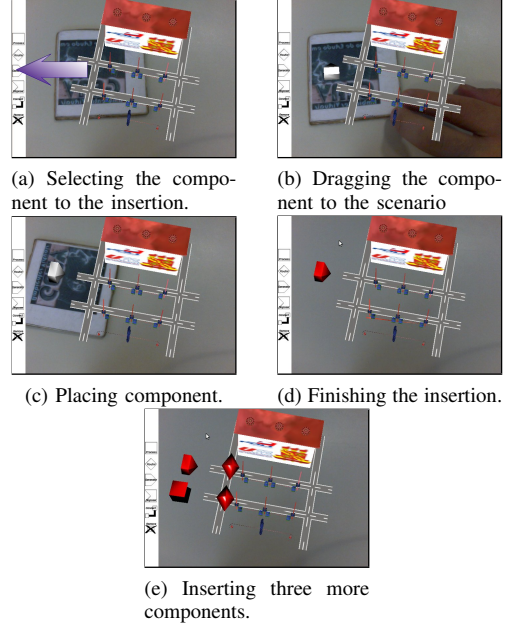 (a) Selecting the compo-
nent to the insertion.
(b) Dragging the compo-
nent to the scenario
(c) Placing component.
(d) Finishing the insertion.
(e) Inserting three more
components.